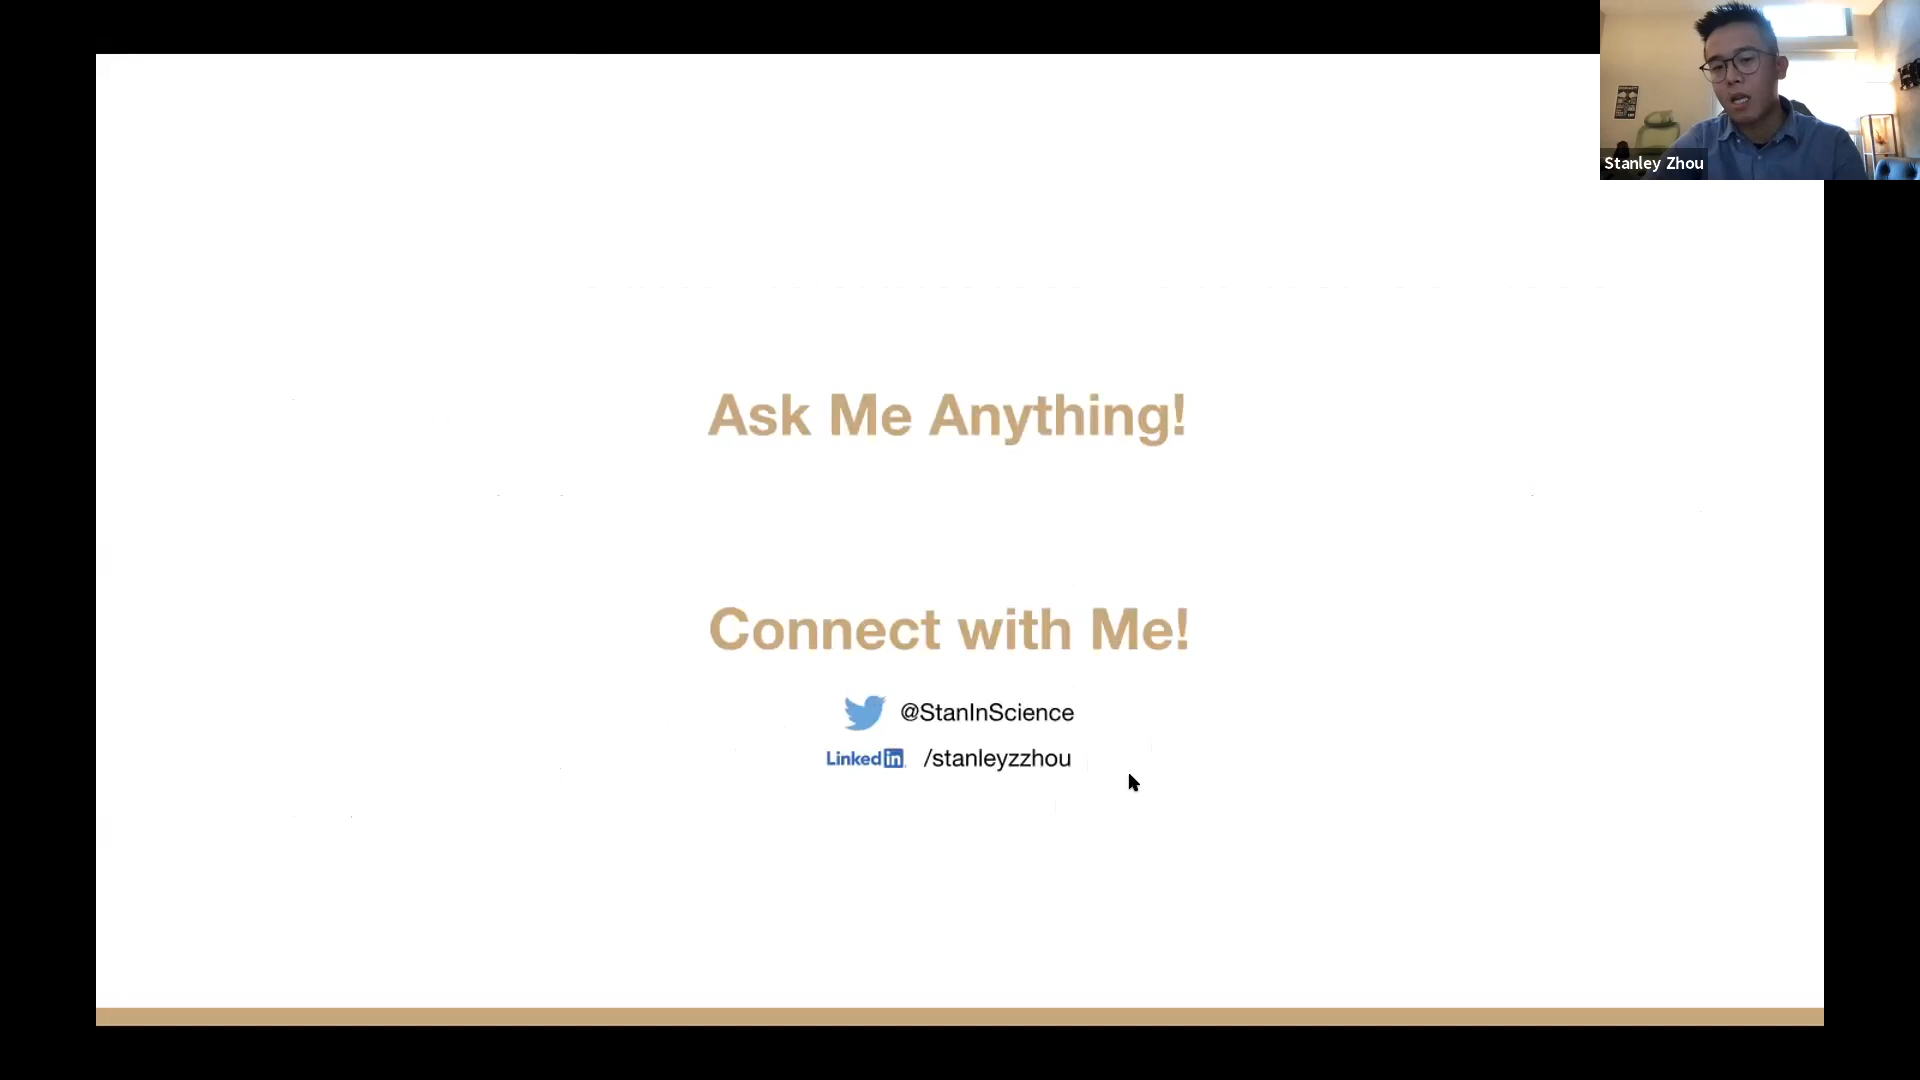 Stanley Zhou
Ask Me Anything!
Connect with Me!
@StanInScience
Linked in /stanleyzzhou